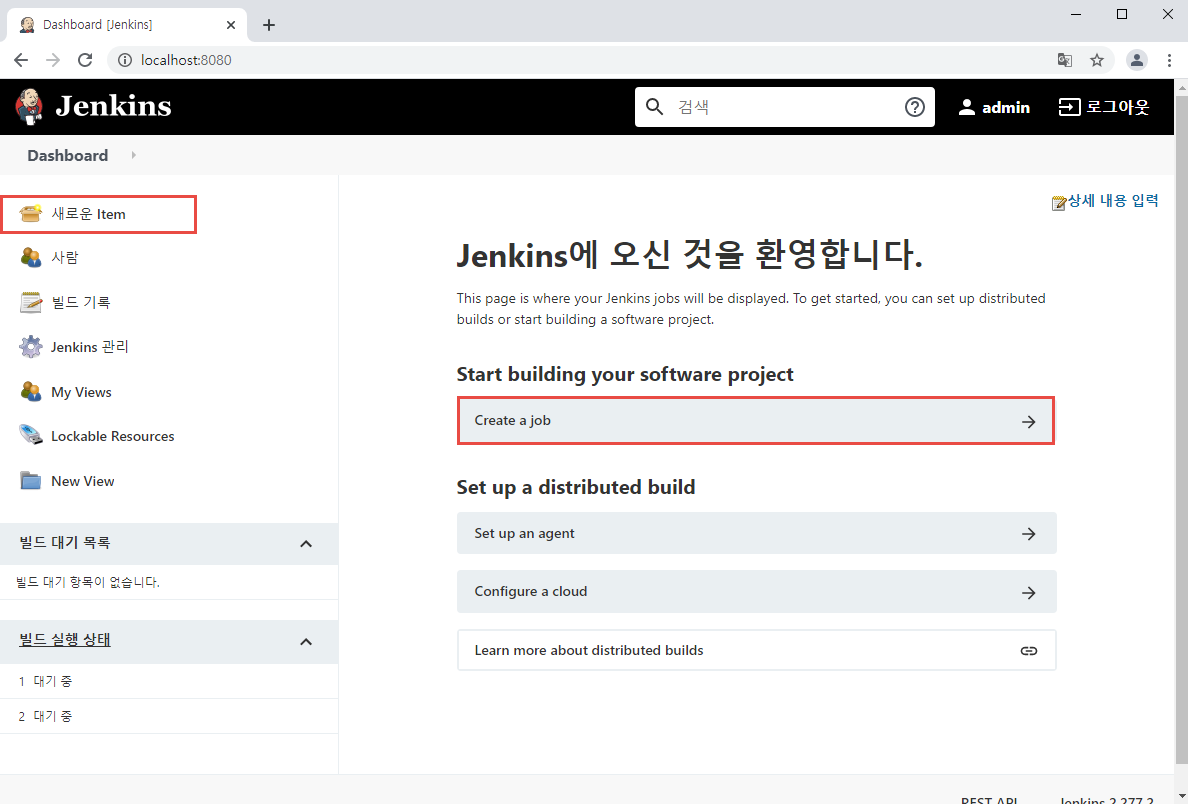 Dashboard [Jenkins]
localhost:8080
Jenkins
검색
admin
로그아웃
Dashboard
새로운 Item
사람
빌드 기록
Jenkins 관리
My Views
Lockable Resources
New View
빌드 대기 목록
빌드 대기 항목이 없습니다.
빌드 실행 상태
1 대기 중
2 대기 중
상세 내용 입력
Jenkins에 오신 것을 환영합니다.
This page is where your Jenkins jobs will be displayed. To get started, you can set up distributed
builds or start building a software project.
Start building your software project
Create a job
Set up a distributed build
Set up an agent
Configure a cloud
Learn more about distributed builds
REST API
Jenkins 2.277.2